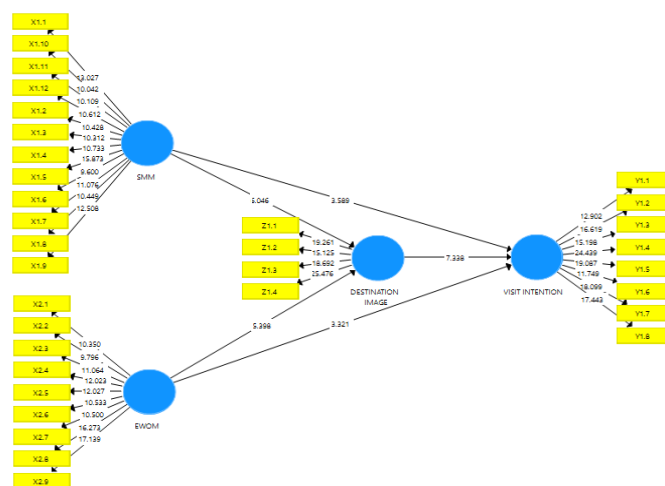 X1.1
X1.10
X1.11
X1.12
X1.2
X1.3
X1.4
X1.5
X1.6
X1.7
X1.8
X1.9
13.027
10.042
10.109
10.612
10.428
10.312
10.733
15.873
9.600
11.076
10.449
12.508
SMM
5.046
3.589
Z1.1
Z1.2
Z1.3
Z1.4
19.261
15.125
18.692
25.476
DESTINATION
IMAGE
7.338
Y1.1
Y1.2
Y1.3
Y1.4
Y1.5
Y1.6
Y1.7
Y1.8
12.902
16.619
15.198
24.439
19.087
11.749
18.099
17.443
VISIT INTENTION
X2.1
X2.2
X2.3
X2.4
X2.5
X2.6
X2.7
X2.8
X2.9
10.350
9.796
11.064
12.023
12.027
10.533
10.500
16.273
17.139
EWOM
5.398
3.321